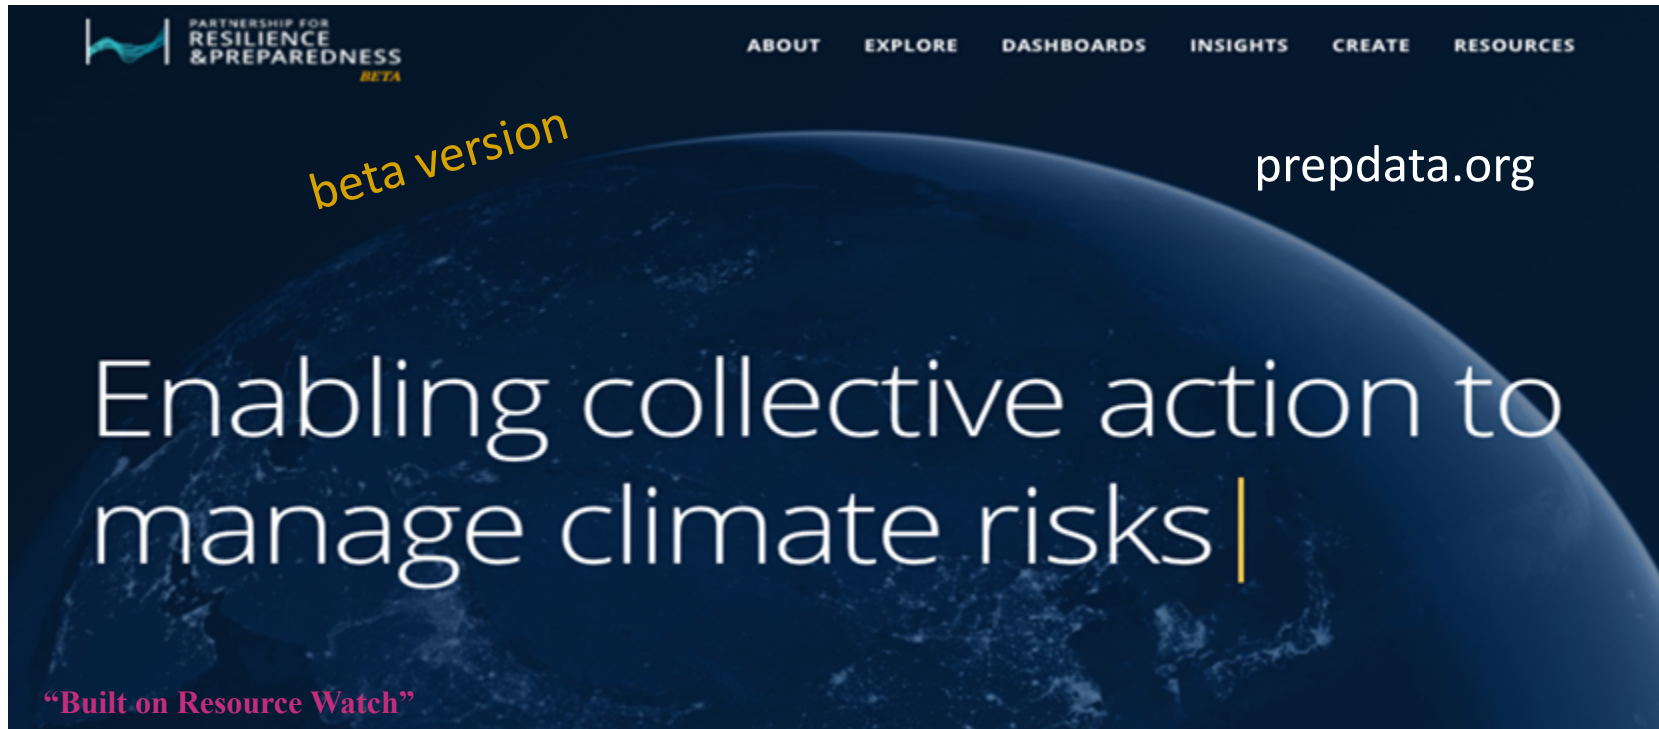 PARTNERSHIP FOR
RESILIENCE
&PREPAREDNESS
BETA
ABOUT EXPLORE DASHBOARDS INSIGHTS CREATE RESOURCES
beta version
prepdata.org
Enabling collective action to
manage climate risks
“Built on Resource Watch”